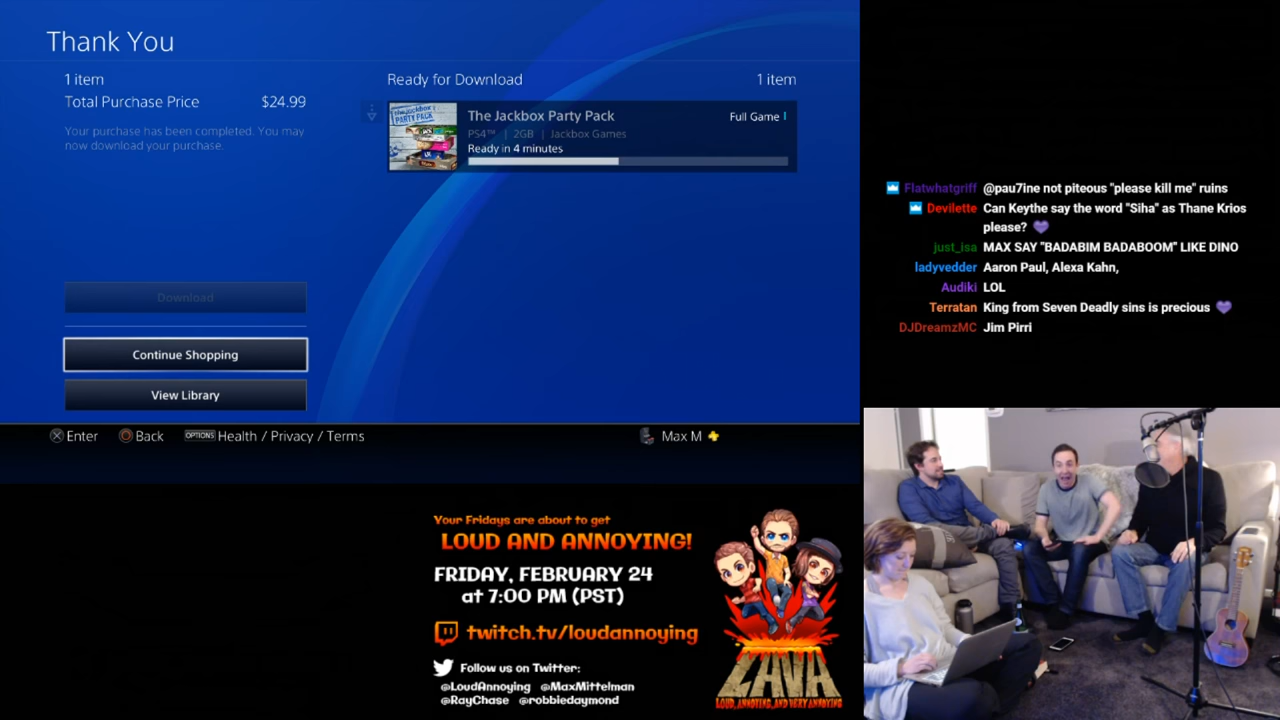 Thank You
1 item
Total Purchase Price $24.99
Your purchase has been completed. You may
now download your purchase.
Ready for Download 1 item
The Jackbox Party Pack Full Game
PS4™ | 2GB | Jackbox Games
Ready in 4 minutes
the Jackbox
PARTY PACK
Download
Continue Shopping
View Library
Enter Back OPTIONS Health / Privacy / Terms Max M
Flatwhatgriff @pau7ine not piteous "please kill me" ruins
Devilette Can Keythe say the word "Siha" as Thane Krios
please?
just_isa MAX SAY "BADABIM BADABOOM" LIKE DINO
ladyvedder Aaron Paul, Alexa Kahn,
Audiki LOL
Terratan King from Seven Deadly sins is precious
DJDreamzMC Jim Pirri
Your Fridays are about to get
LOUD AND ANNOYING!
FRIDAY, FEBRUARY 24
at 7:00 PM (PST)
twitch.tv/loudannoying
Follow us on Twitter:
@LoudAnnoying @MaxMittelman
@RayChase @robbiedaymond
LAVA
LOUD, ANNOYING, AND VERY ANNOYING